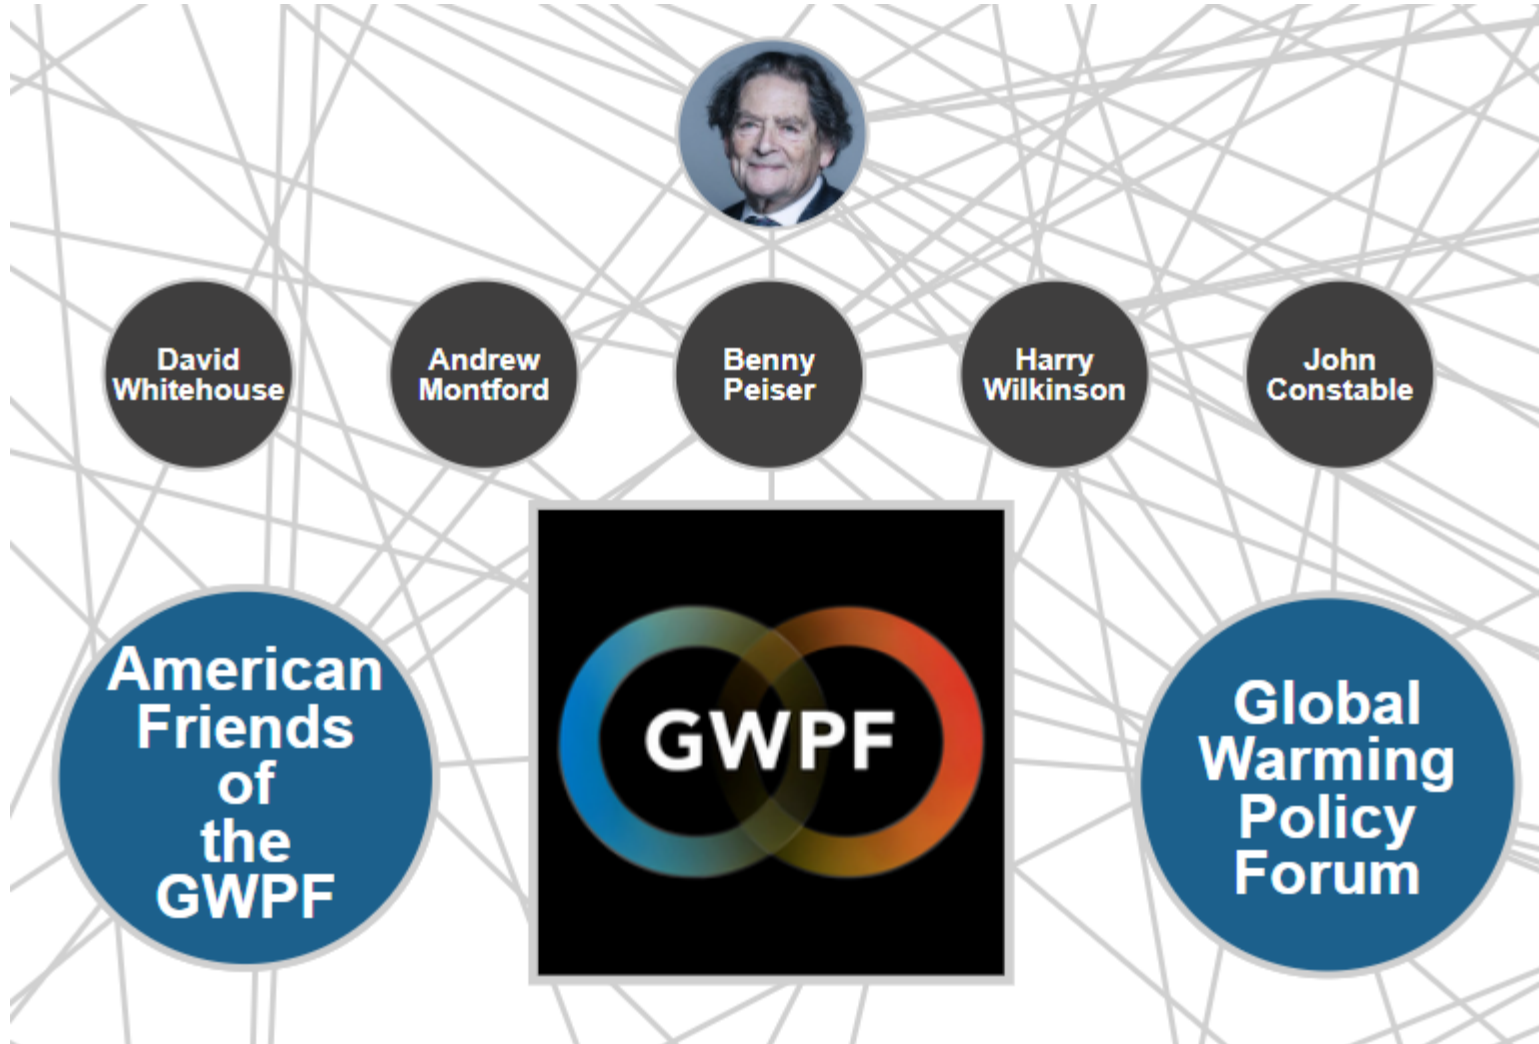 David
Whitehouse
Andrew
Montford
Benny
Peiser
Harry
Wilkinson
John
Constable
American
Friends
of
the
GWPF
GWPF
Global
Warming
Policy
Forum